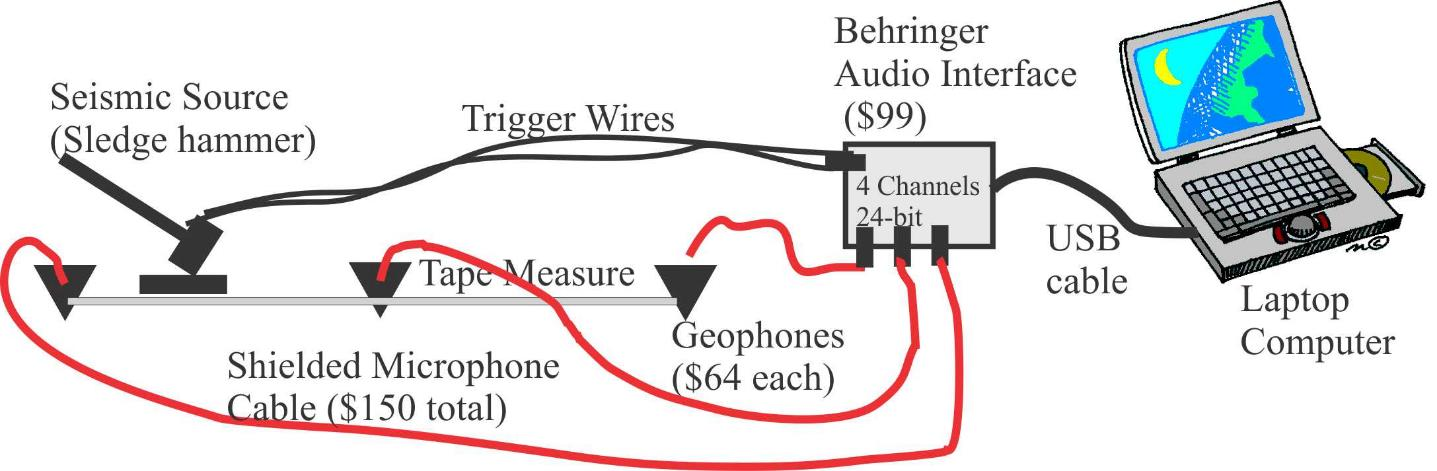 Behringer
Audio Interface
($99)
Seismic Source
(Sledge hammer)
Trigger Wires
4 Channels
24-bit
USB
cable
Tape Measure
Laptop
Computer
Geophones
($64 each)
Shielded Microphone
Cable ($150 total)